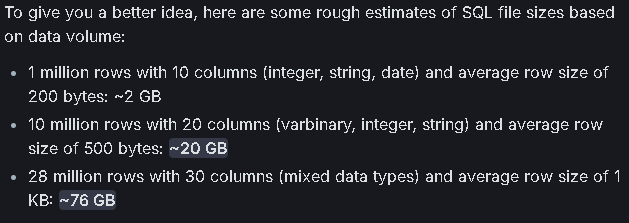 To give you a better idea, here are some rough estimates of SQL file sizes based
on data volume:
• 1 million rows with 10 columns (integer, string, date) and average row size of
200 bytes: ~2 GB
• 10 million rows with 20 columns (varbinary, integer, string) and average row
size of 500 bytes: ~20 GB
• 28 million rows with 30 columns (mixed data types) and average row size of 1
KB: ~76 GB